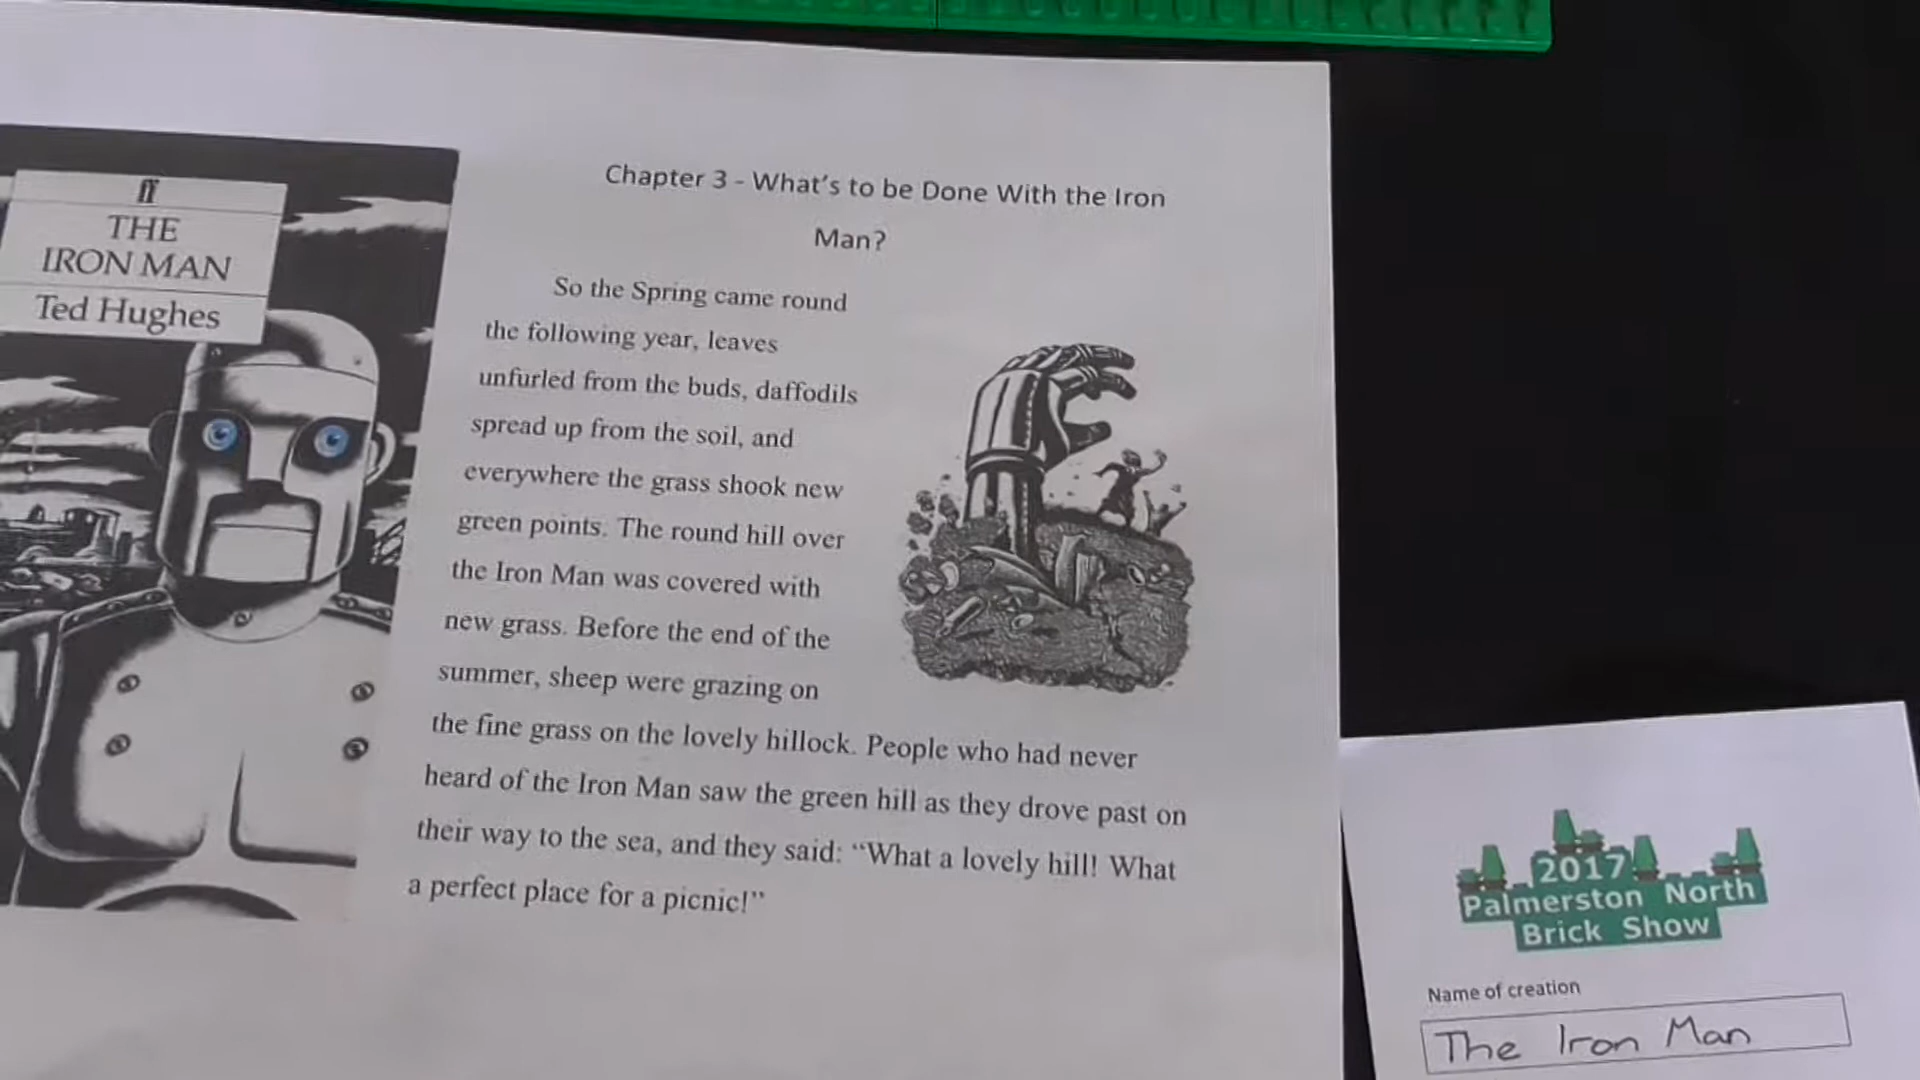 ff
THE
IRON MAN
Ted Hughes
Chapter 3 - What's to be Done With the Iron
Man?
So the Spring came round
the following year, leaves
unfurled from the buds, daffodils
spread up from the soil, and
everywhere the grass shook new
green points. The round hill over
the Iron Man was covered with
new grass. Before the end of the
summer, sheep were grazing on
the fine grass on the lovely hillock. People who had never
heard of the Iron Man saw the green hill as they drove past on
their way to the sea, and they said: “What a lovely hill! What
a perfect place for a picnic!”
2017
Palmerston North
Brick Show
Name of creation
The Iron Man